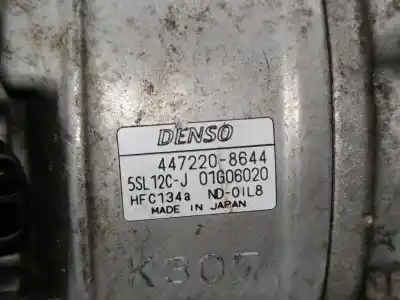 DENSO
447220-8644
5SL12C-J 01G06020
HFC134a ND-OIL8
MADE IN JAPAN
K305